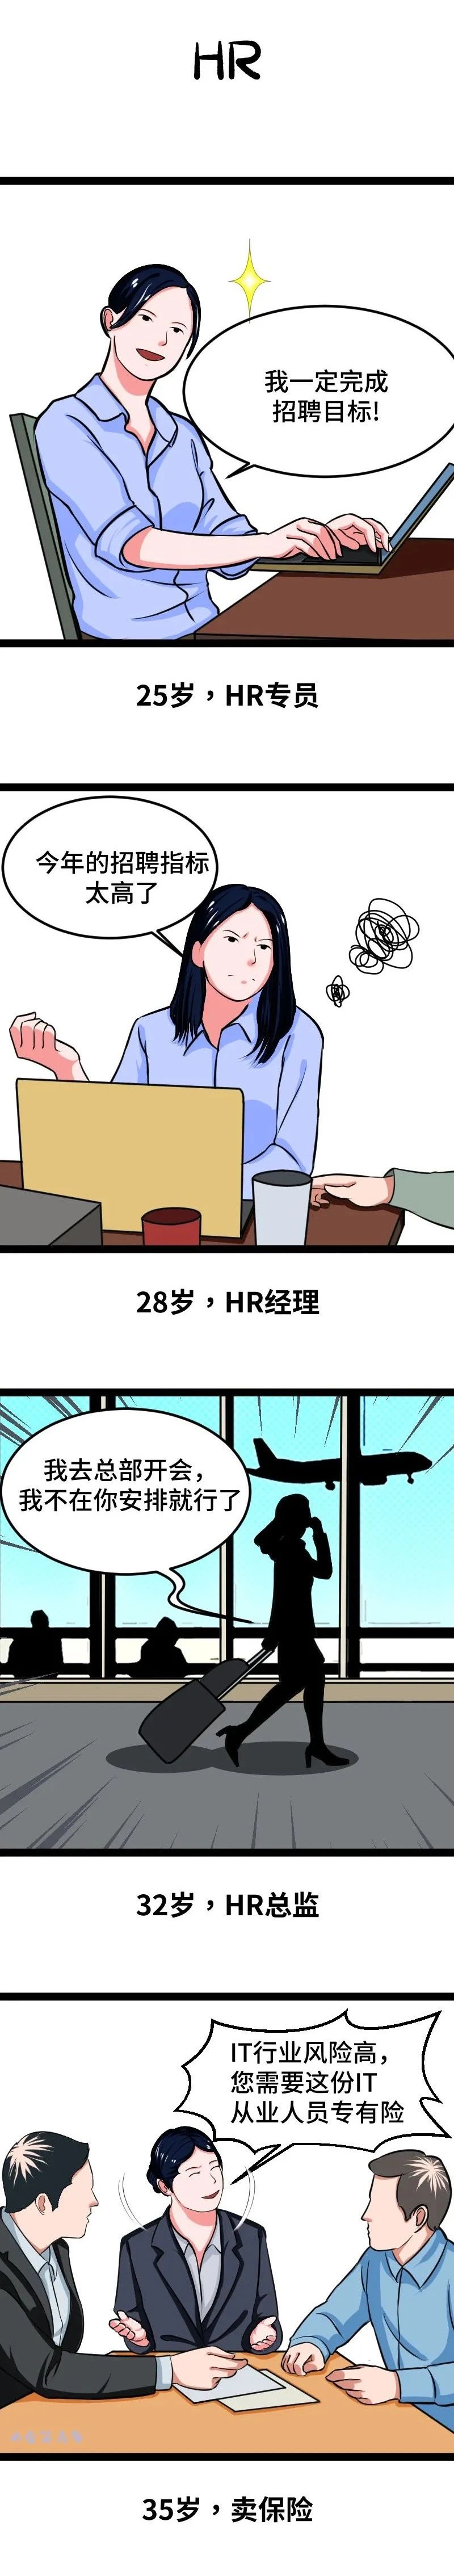 HR
我一定完成
招聘目标!
25岁，HR专员
今年的招聘指标
太高了
28岁，HR经理
我去总部开会，
我不在你安排就行了
32岁，HR总监
IT行业风险高，
您需要这份IT
从业人员专有险
35岁，卖保险